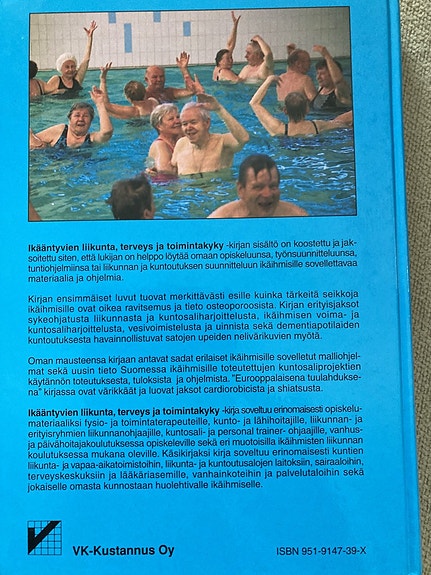 Ikääntyvien liikunta, terveys ja toimintakyky -kirjan sisältö on koostettu ja jak-
soitettu siten, että lukijan on helppo löytää omaan opiskeluunsa, työnsuunnitteluunsa,
tuntiohjelmiinsa tai liikunnan ja kuntoutuksen suunnitteluun ikäihmisille sovellettavaa
materiaalia ja ohjelmia.
Kirjan ensimmäiset luvut tuovat merkittävästi esille kuinka tärkeitä seikkoja
ikäihmisille ovat oikea ravitsemus ja tieto osteoporoosista. Kirjan erityisjaksot
sykeohjatusta liikunnasta ja kuntosaliharjoittelusta, ikäihmisen voima- ja
kuntosaliharjoittelusta, vesivoimistelusta ja uinnista sekä dementiapotilaiden
kuntoutuksesta havainnollistuvat satojen upeiden nelivärikuvien myötä.
Oman mausteensa kirjaan antavat sadat erilaiset ikäihmisille sovelletut malliohjel-
mat sekä uusin tieto Suomessa ikäihmisille toteutettujen kuntosaliprojektien
käytännön toteutuksesta, tuloksista ja ohjelmista. "Eurooppalaisena tuulahdukse-
na" kirjassa ovat värikkäät ja luovat jaksot cardiorobicista ja shiatsusta.
Ikääntyvien liikunta, terveys ja toimintakyky -kirja soveltuu erinomaisesti opiskelu-
materiaaliksi fysio- ja toimintaterapeuteille, kunto- ja lähihoitajille, liikunnan- ja
erityisryhmien liikunnanohjaajille, kuntosali- ja personal trainer- ohjaajille, vanhus-
ja päivähoitajakoulutuksessa opiskeleville sekä eri muotoisilla ikäihmisten liikunnan
koulutuksessa mukana oleville. Käsikirjaksi kirja soveltuu erinomaisesti kuntien
liikunta- ja vapaa-aikatoimistoihin, liikunta- ja kuntoutusalojen laitoksiin, sairaaloihin,
terveyskeskuksiin ja lääkäriasemille, vanhainkoteihin ja palvelutaloihin sekä
jokaiselle omasta kunnostaan huolehtivalle ikäihmiselle.
VK-Kustannus Oy
ISBN 951-9147-39-X